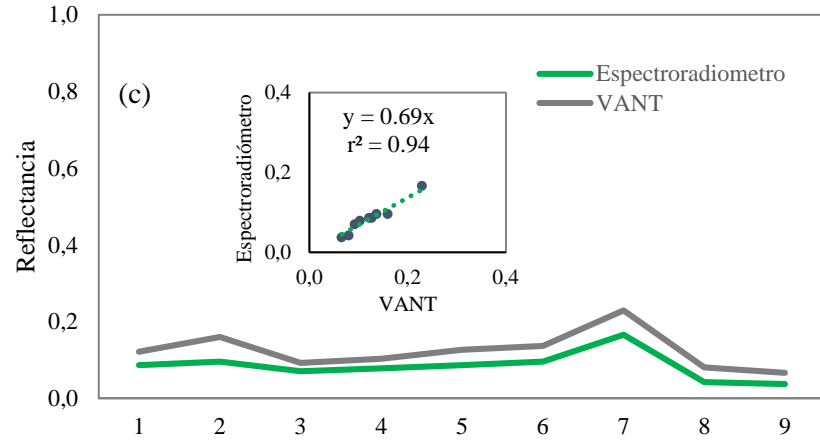 1,0
0,8
0,6
0,4
0,2
0,0
Reflectancia
(c)
Espectroradiometro
VANT
0,4
0,2
0,0
Espectroradiómetro
y = 0.69x
r² = 0.94
0,0 0,2 0,4
VANT
1 2 3 4 5 6 7 8 9